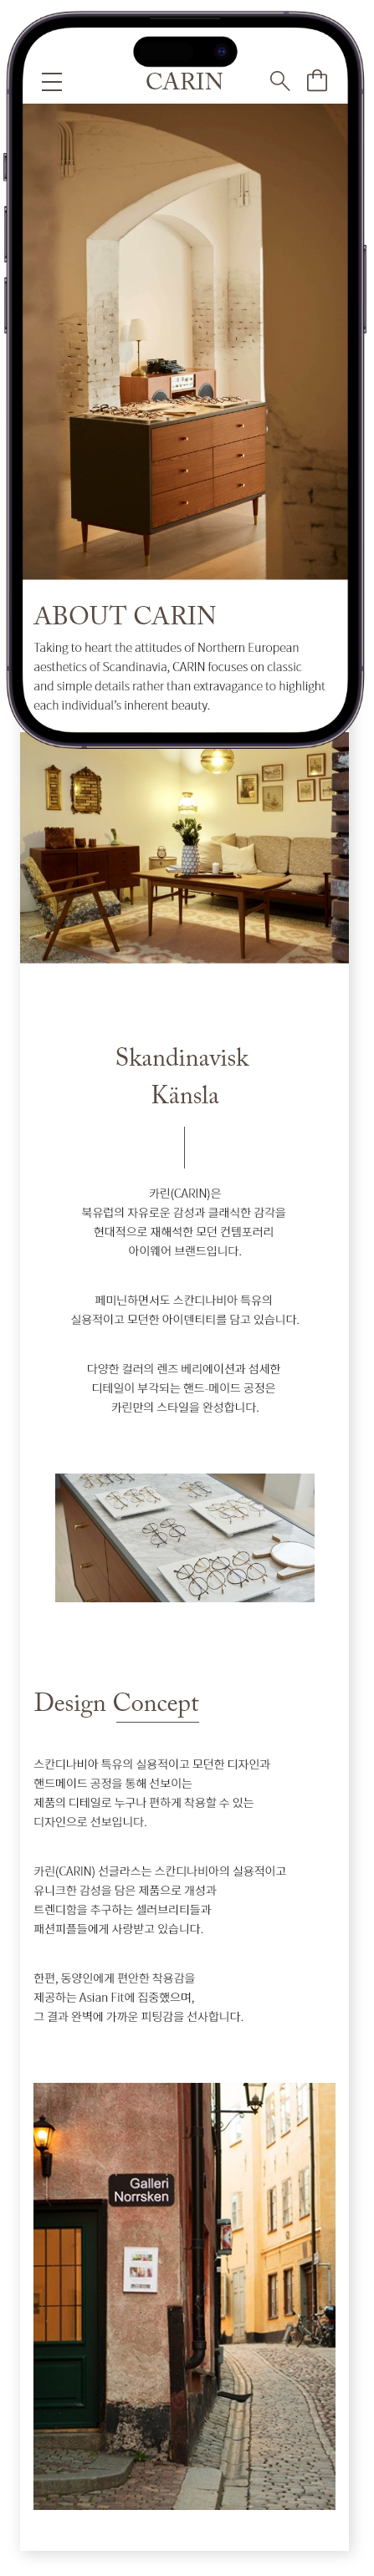 CARIN
ABOUT CARIN
Taking to heart the attitudes of Northern European
aesthetics of Scandinavia, CARIN focuses on classic
and simple details rather than extravagance to highlight
each individual's inherent beauty.
Skandinavisk
Känsla
카린(CARIN)은
북유럽의 자유로운 감성과 클래식한 감각을
현대적으로 재해석한 모던 컨템포러리
아이웨어 브랜드입니다.
페미닌하면서도 스칸디나비아 특유의
실용적이고 모던한 아이덴티티를 담고 있습니다.
다양한 컬러의 렌즈 베리에이션과 섬세한
디테일이 부각되는 핸드-메이드 공정은
카린만의 스타일을 완성합니다.
Design Concept
스칸디나비아 특유의 실용적이고 모던한 디자인과
핸드메이드 공정을 통해 선보이는
제품의 디테일로 누구나 편하게 착용할 수 있는
디자인으로 선보입니다.
카린(CARIN) 선글라스는 스칸디나비아의 실용적이고
유니크한 감성을 담은 제품으로 개성과
트렌디함을 추구하는 셀러브리티들과
패션피플들에게 사랑받고 있습니다.
한편, 동양인에게 편안한 착용감을
제공하는 Asian Fit에 집중했으며,
그 결과 완벽에 가까운 피팅감을 선사합니다.
Galleri
Norrsken